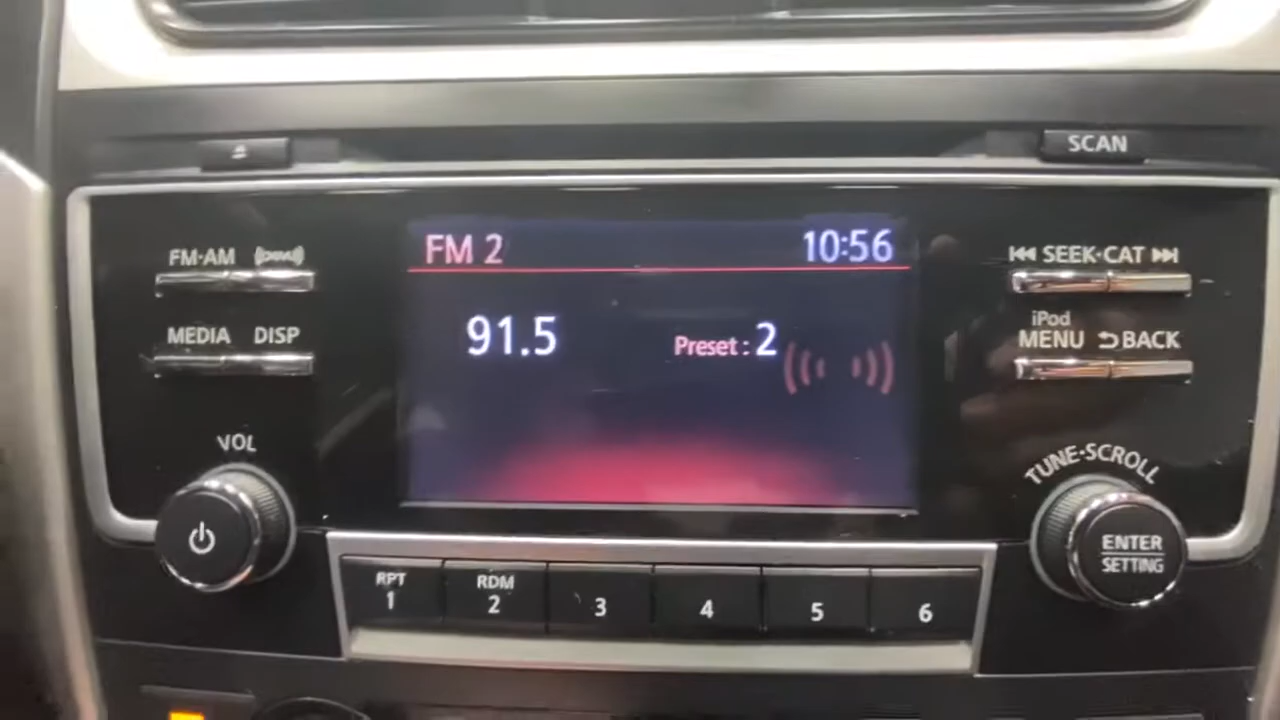 SCAN
FM·AM
FM 2
10:56
SEEK·CAT
MEDIA DISP
91.5
Preset : 2
iPod
MENU BACK
VOL
TUNE·SCROLL
ENTER
SETTING
RPT
1
RDM
2
3
4
5
6